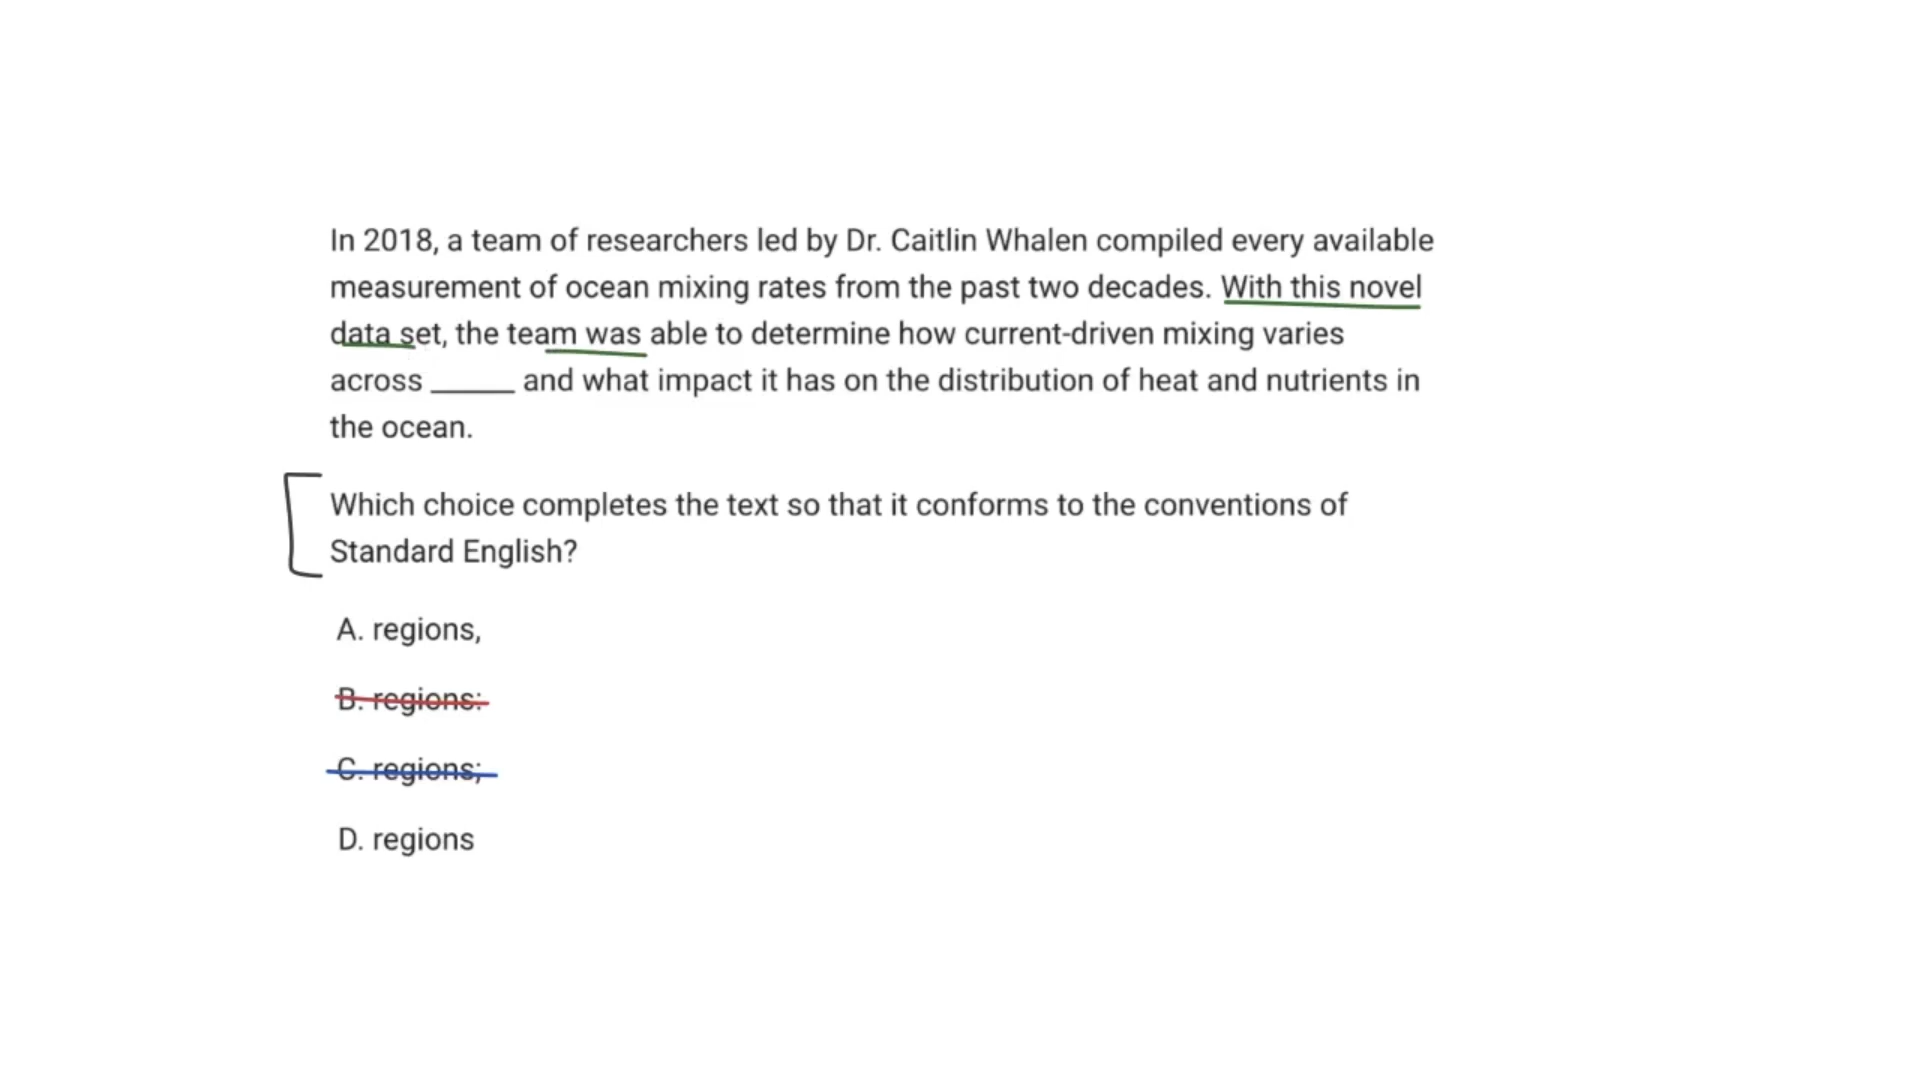 In 2018, a team of researchers led by Dr. Caitlin Whalen compiled every available
measurement of ocean mixing rates from the past two decades. With this novel
data set, the team was able to determine how current-driven mixing varies
across ______ and what impact it has on the distribution of heat and nutrients in
the ocean.
Which choice completes the text so that it conforms to the conventions of
Standard English?
A. regions,
B. regions:
C. regions;
D. regions